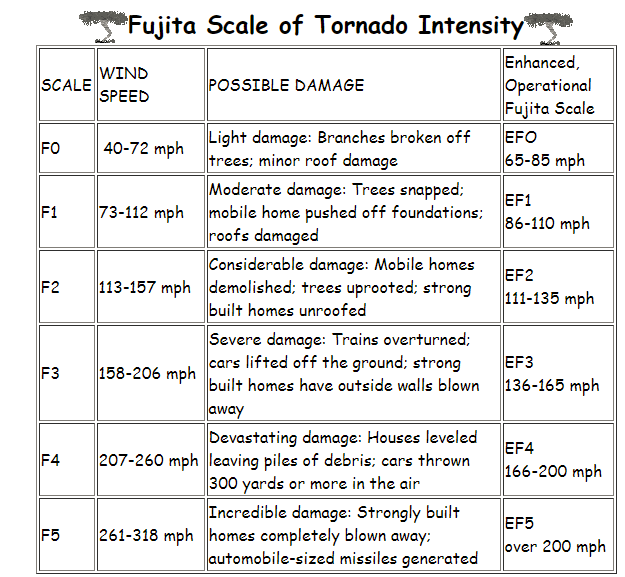 Fujita Scale of Tornado Intensity
SCALE
WIND
SPEED
POSSIBLE DAMAGE
Enhanced,
Operational
Fujita Scale
F0
40-72 mph
Light damage: Branches broken off
trees; minor roof damage
EF0
65-85 mph
F1
73-112 mph
Moderate damage: Trees snapped;
mobile home pushed off foundations;
roofs damaged
EF1
86-110 mph
F2
113-157 mph
Considerable damage: Mobile homes
demolished; trees uprooted; strong
built homes unroofed
EF2
111-135 mph
F3
158-206 mph
Severe damage: Trains overturned;
cars lifted off the ground; strong
built homes have outside walls blown
away
EF3
136-165 mph
F4
207-260 mph
Devastating damage: Houses leveled
leaving piles of debris; cars thrown
300 yards or more in the air
EF4
166-200 mph
F5
261-318 mph
Incredible damage: Strongly built
homes completely blown away;
automobile-sized missiles generated
EF5
over 200 mph